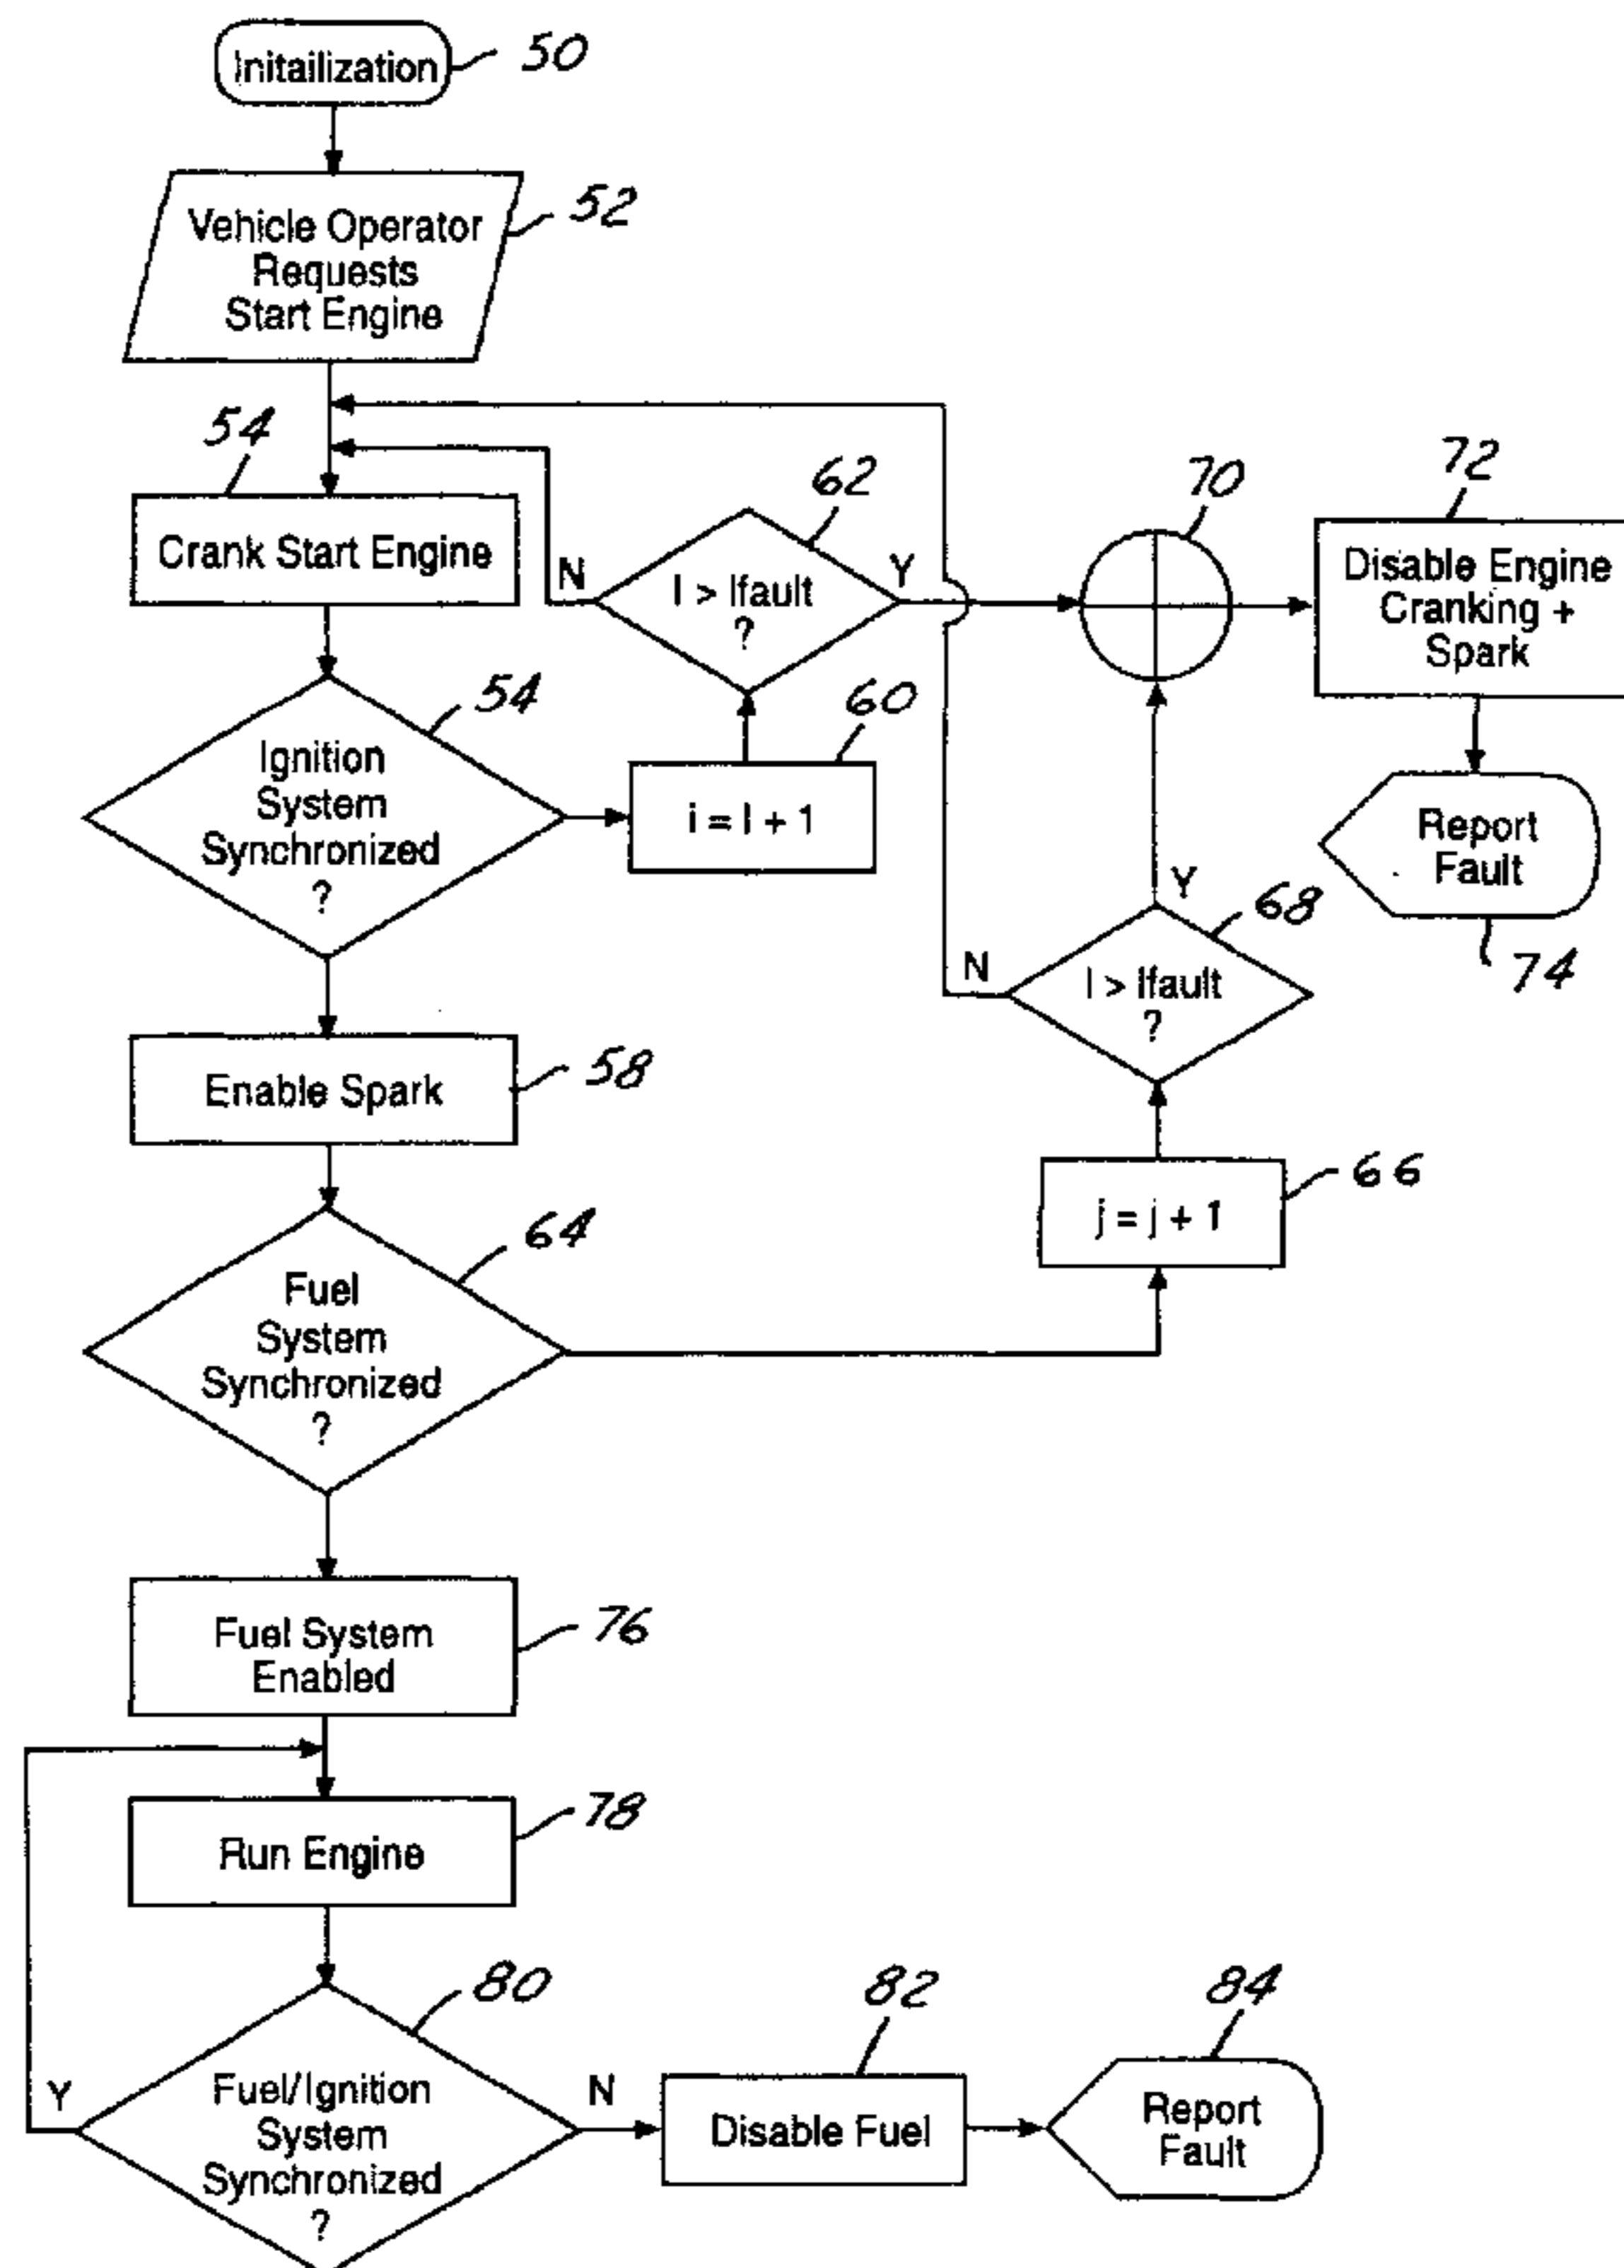 Initailization
50
Vehicle Operator
Requests
Start Engine
52
54
Crank Start Engine
62
I > Ifault
?
N
Y
70
72
Disable Engine
Cranking +
Spark
54
Ignition
System
Synchronized
?
60
i = I + 1
Report
Fault
74
Y
68
N
I > Ifault
?
Enable Spark
58
66
j = j + 1
64
Fuel
System
Synchronized
?
Fuel System
Enabled
76
Run Engine
78
80
Y
Fuel/Ignition
System
Synchronized
?
N
82
Disable Fuel
84
Report
Fault